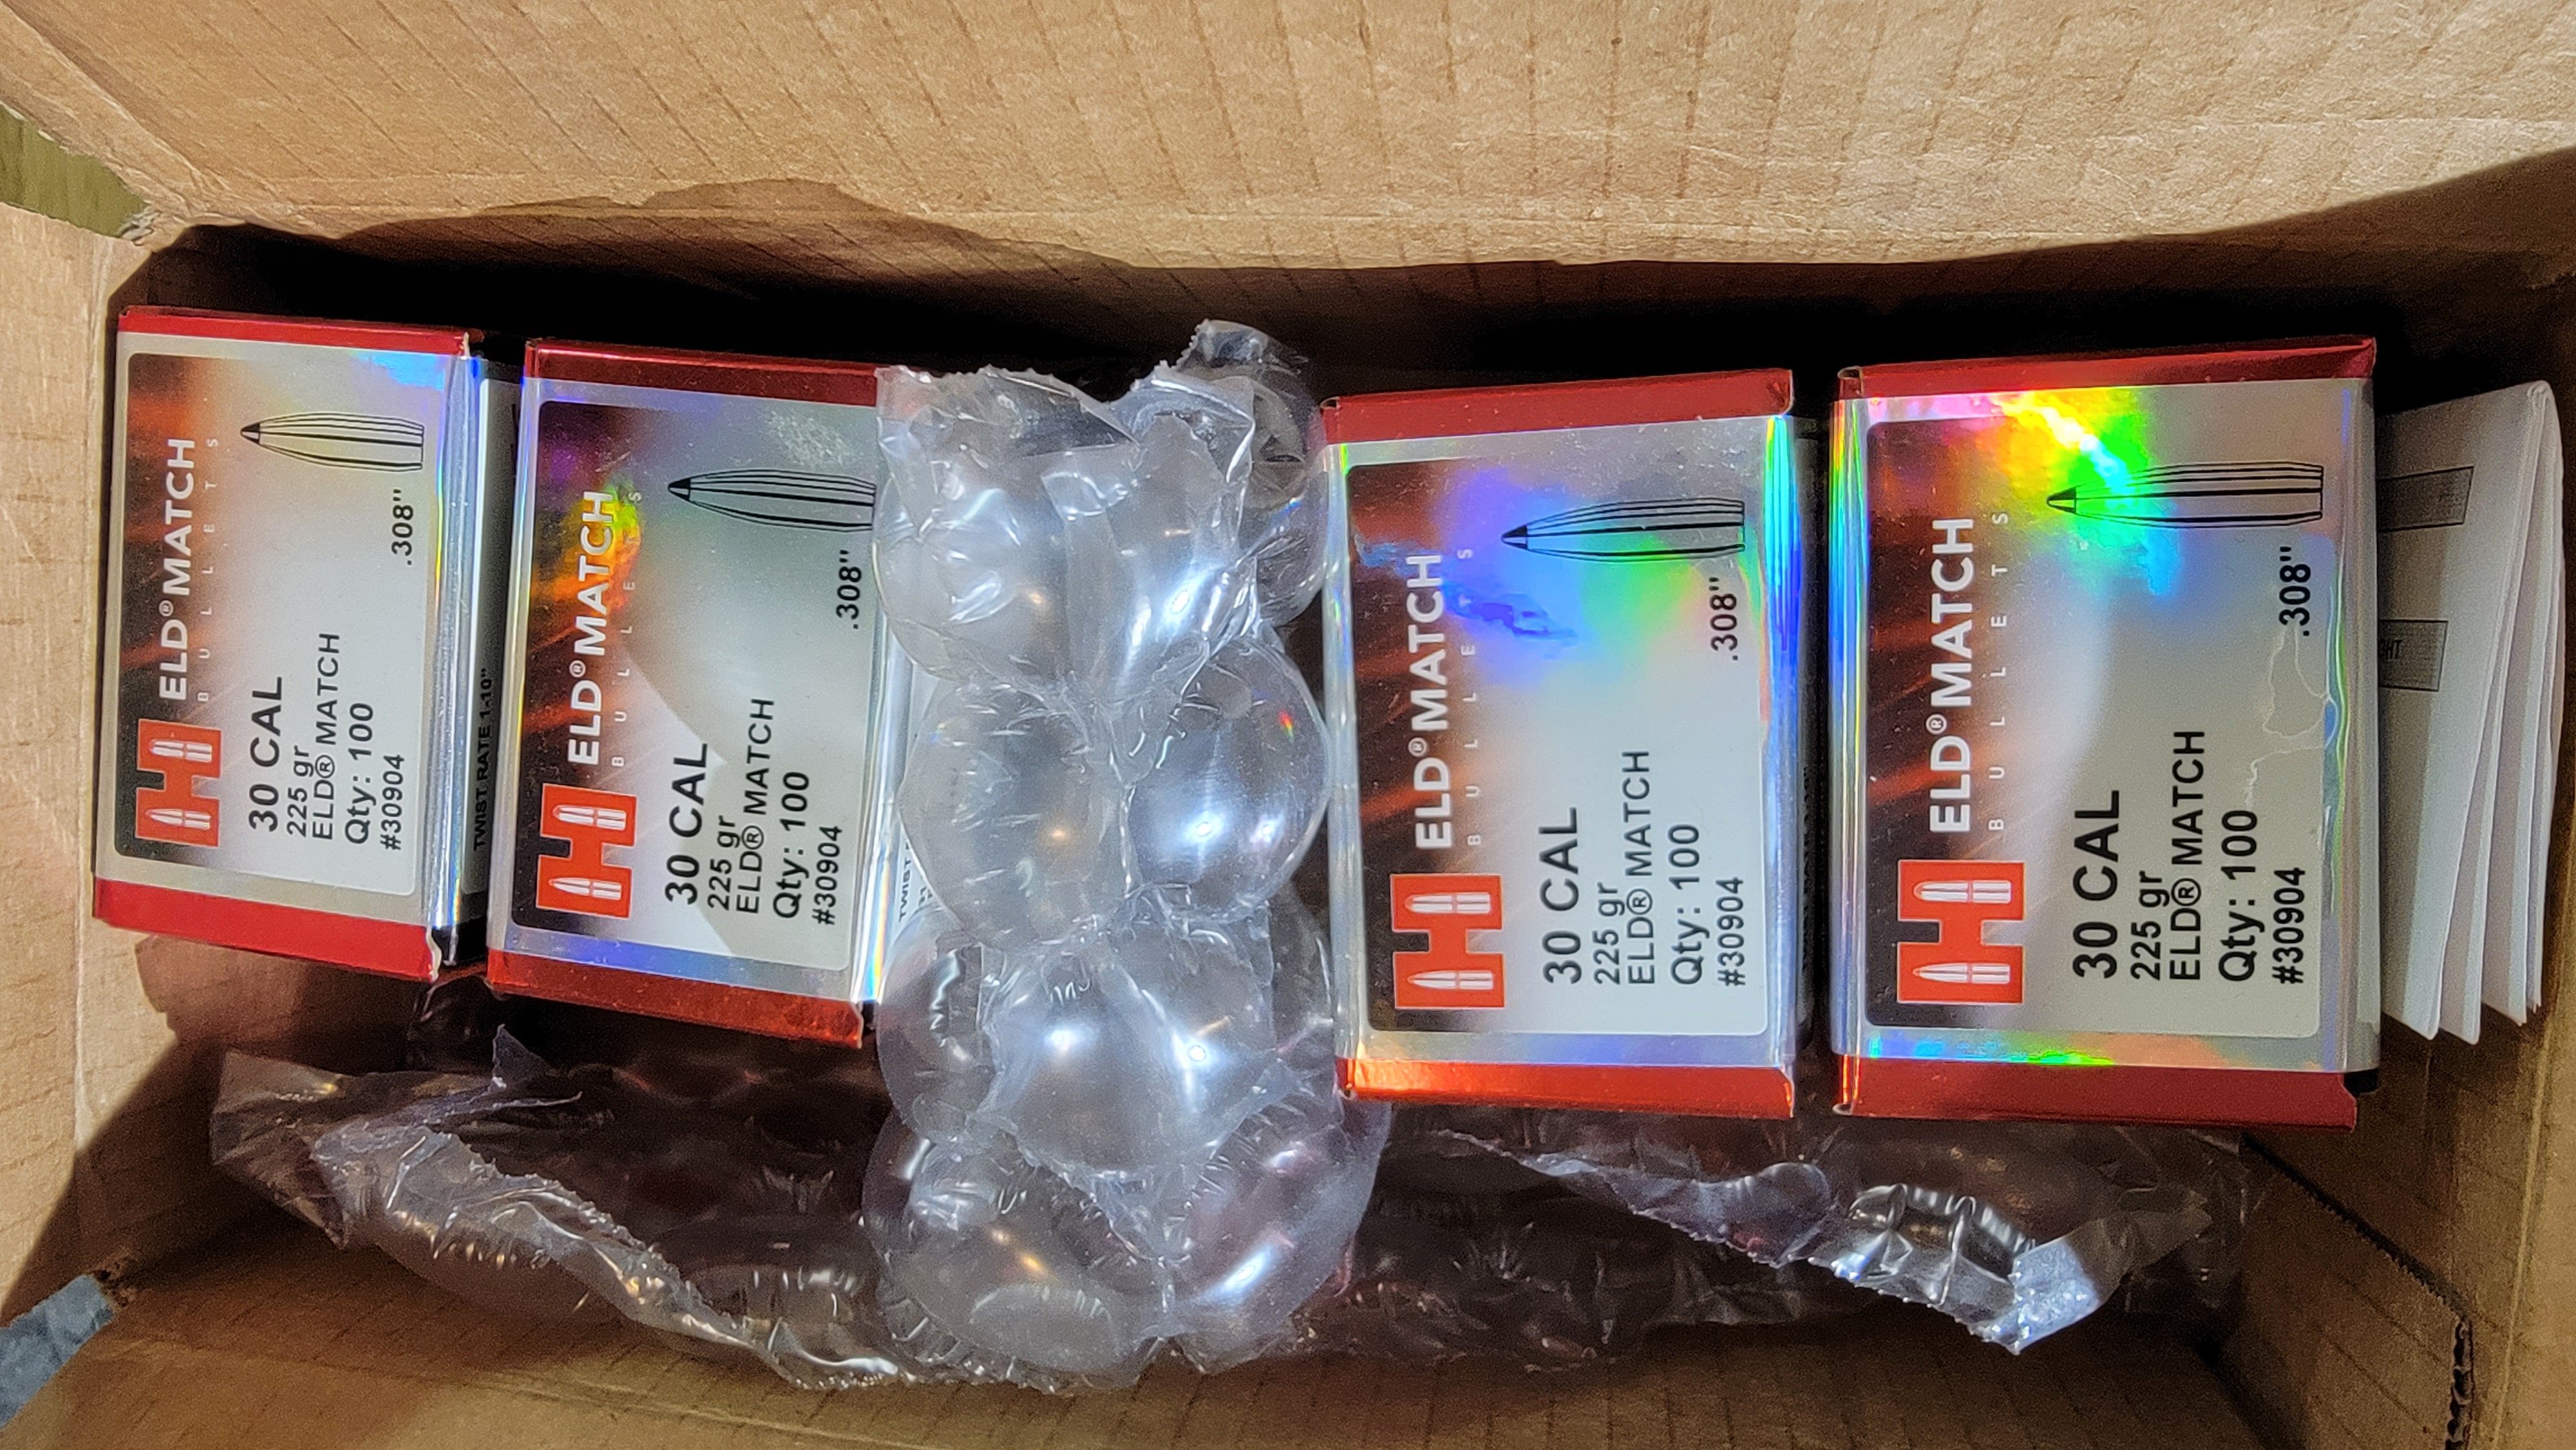 ELD® MATCH
BULLETS
.308"
30 CAL
225 gr
ELD® MATCH
Qty: 100
#30904
TWIST RATE 1-10"
ELD® MATCH
BULLETS
.308"
30 CAL
225 gr
ELD® MATCH
Qty: 100
#30904
TWIST
ELD® MATCH
BULLETS
.308"
30 CAL
225 gr
ELD® MATCH
Qty: 100
#30904
ELD® MATCH
BULLETS
.308"
30 CAL
225 gr
ELD® MATCH
Qty: 100
#30904